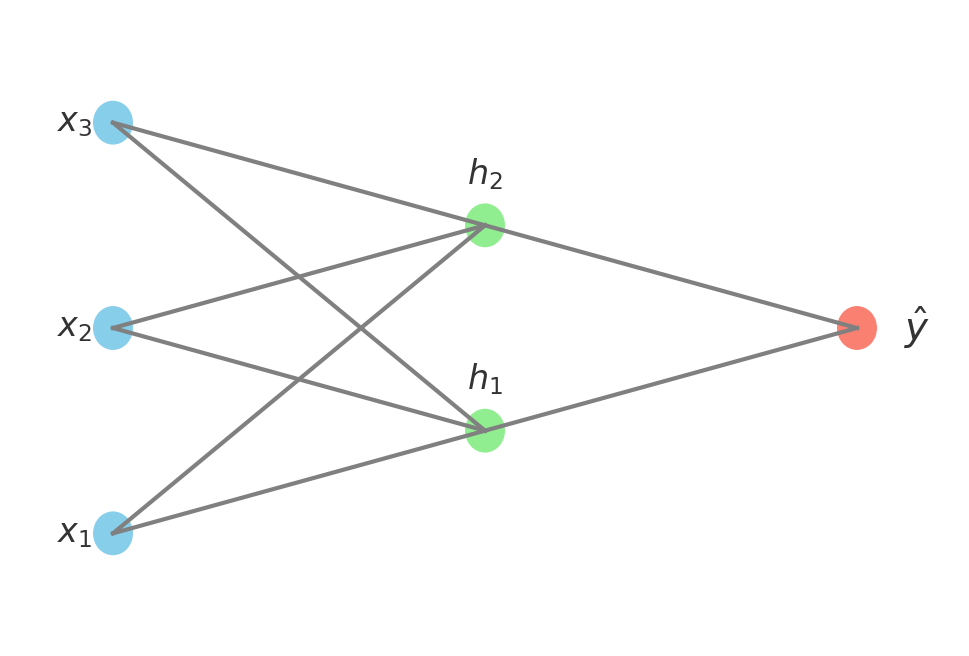 x₃
h₂
x₂
ŷ
h₁
x₁